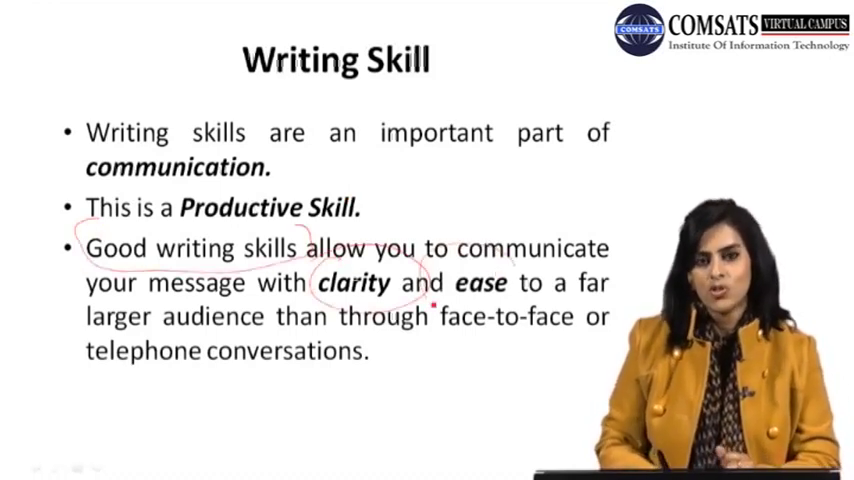 COMSATS VIRTUAL CAMPUS
COMSATS Institute Of Information Technology
Writing Skill
• Writing skills are an important part of
communication.
• This is a Productive Skill.
• Good writing skills allow you to communicate
your message with clarity and ease to a far
larger audience than through face-to-face or
telephone conversations.